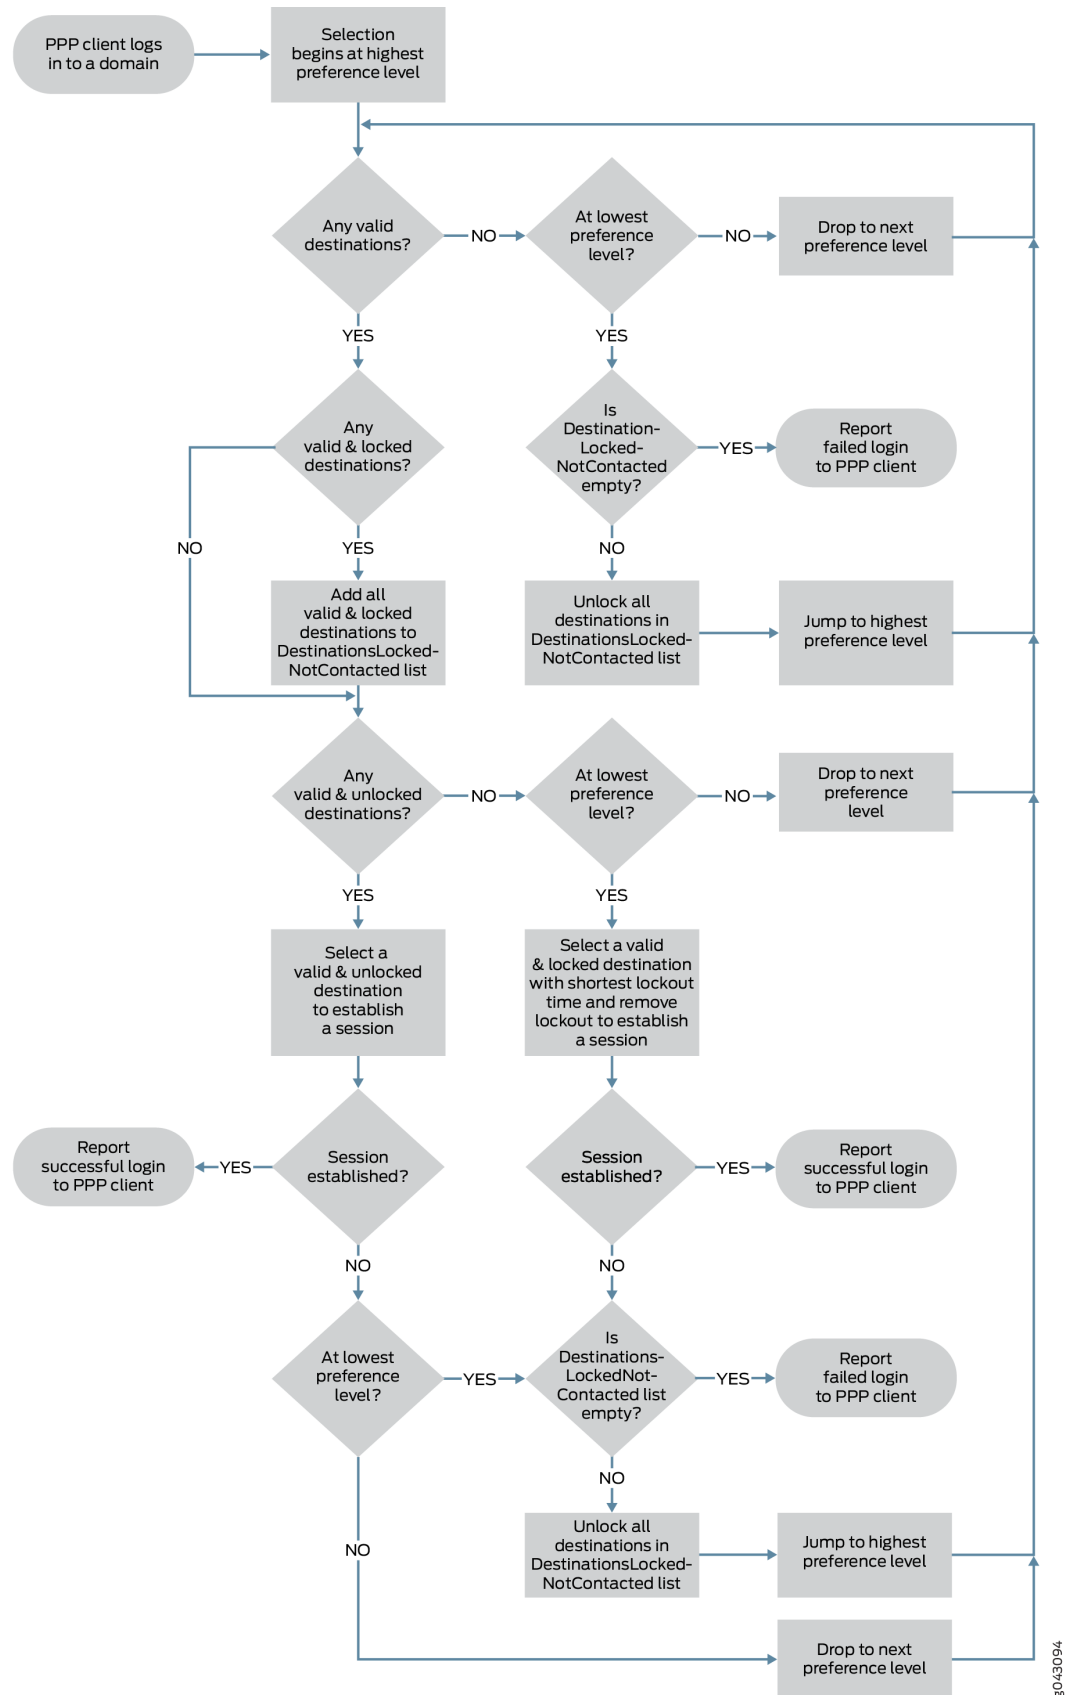 PPP client logs
in to a domain
Selection
begins at highest
preference level
Any valid
destinations?
NO
At lowest
preference
level?
NO
Drop to next
preference level
YES
YES
Any
valid & locked
destinations?
Is
Destination-
Locked-
NotContacted
empty?
YES
Report
failed login
to PPP client
NO
YES
NO
Add all
valid & locked
destinations to
DestinationsLocked-
NotContacted list
Unlock all
destinations in
DestinationsLocked-
NotContacted list
Jump to highest
preference level
Any
valid & unlocked
destinations?
NO
At lowest
preference
level?
NO
Drop to next
preference
level
YES
YES
Select a
valid & unlocked
destination
to establish
a session
Select a valid
& locked destination
with shortest lockout
time and remove
lockout to establish
a session
Report
successful login
to PPP client
YES
Session
established?
Session
established?
YES
Report
successful login
to PPP client
NO
NO
At lowest
preference
level?
YES
Is
Destinations-
LockedNot-
Contacted list
empty?
YES
Report
failed login
to PPP client
NO
NO
Unlock all
destinations in
DestinationsLocked-
NotContacted list
Jump to highest
preference level
Drop to next
preference level
g043094